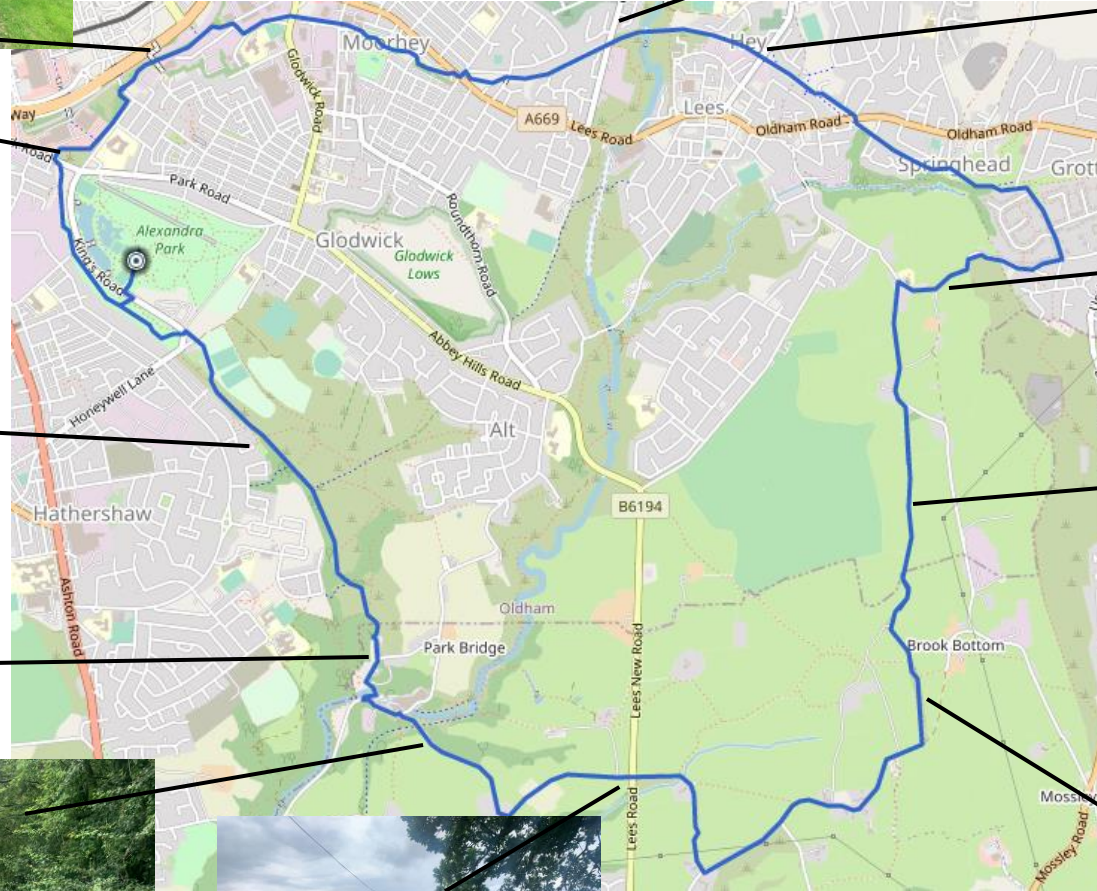 Moorhey
Hey
Way
Glodwick Road
Lees
A669
Lees Road
Oldham Road
Oldham Road
Road
Springhead
Grott
Park Road
Roundthorn Road
Alexandra
Park
Glodwick
Glodwick
Lows
King's Road
Abbey Hills Road
Honeywell Lane
Alt
B6194
Hathershaw
Ashton Road
Oldham
Park Bridge
Lees New Road
Brook Bottom
Lees Road
Mossley
Mossley Road